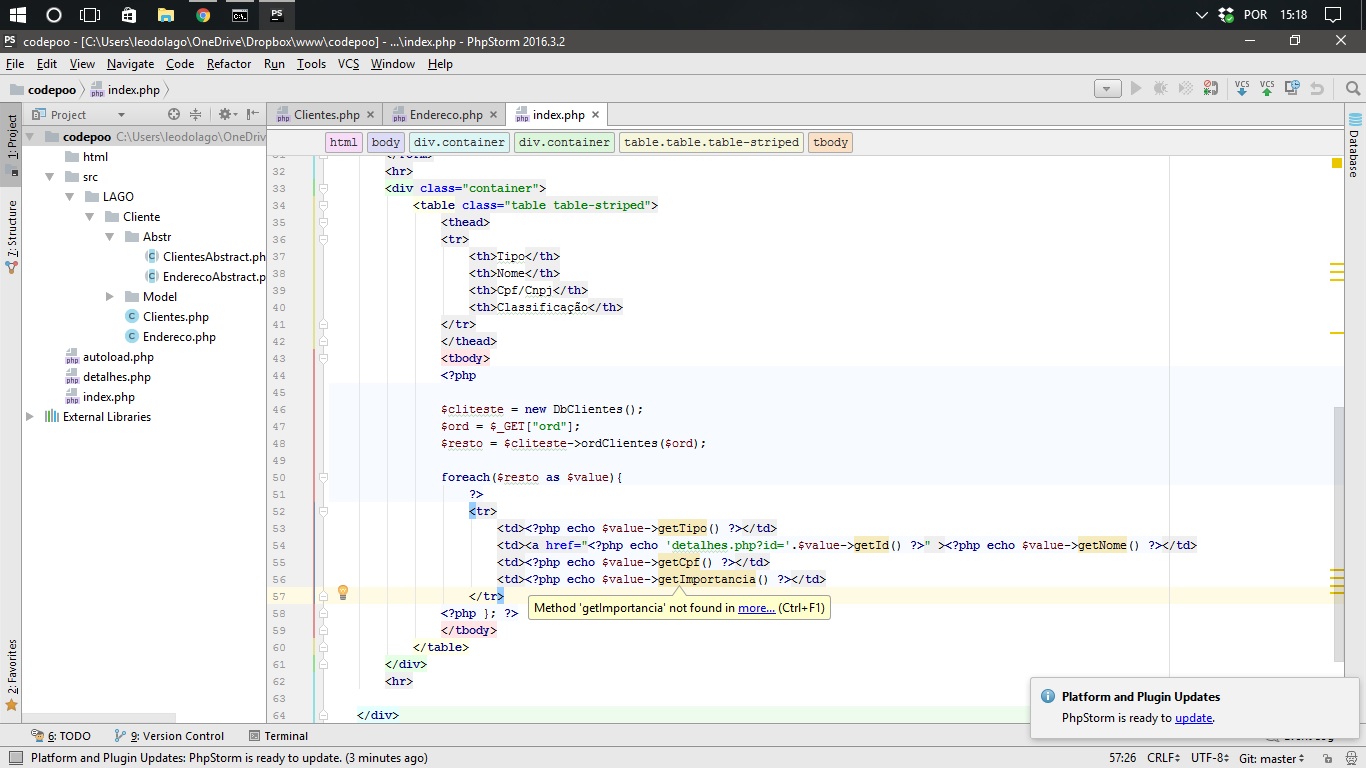 PS
POR 15:18
PS codepoo - [C:\Users\leodolago\OneDrive\Dropbox\www\codepoo] - ...\index.php - PhpStorm 2016.3.2
File Edit View Navigate Code Refactor Run Tools VCS Window Help
codepoo index.php
VCS VCS
1: Project
7: Structure
2: Favorites
Project
codepoo C:\Users\leodolago\OneDriv
html
src
LAGO
Cliente
Abstr
ClientesAbstract.ph
EnderecoAbstract.p
Model
Clientes.php
Endereco.php
autoload.php
detalhes.php
index.php
External Libraries
Clientes.php Endereco.php index.php
html body div.container div.container table.table.table-striped tbody
31 </form>
32 <hr>
33 <div class="container">
34 <table class="table table-striped">
35 <thead>
36 <tr>
37 <th>Tipo</th>
38 <th>Nome</th>
39 <th>Cpf/Cnpj</th>
40 <th>Classificação</th>
41 </tr>
42 </thead>
43 <tbody>
44 <?php
45
46 $cliteste = new DbClientes();
47 $ord = $_GET["ord"];
48 $resto = $cliteste->ordClientes($ord);
49
50 foreach($resto as $value){
51 ?>
52 <tr>
53 <td><?php echo $value->getTipo() ?></td>
54 <td><a href="<?php echo 'detalhes.php?id='.$value->getId() ?>" ><?php echo $value->getNome() ?></td>
55 <td><?php echo $value->getCpf() ?></td>
56 <td><?php echo $value->getImportancia() ?></td>
57 </tr>
Method 'getImportancia' not found in more... (Ctrl+F1)
58 <?php }; ?>
59 </tbody>
60 </table>
61 </div>
62 <hr>
63
64 </div>
Database
Platform and Plugin Updates
PhpStorm is ready to update.
6: TODO 9: Version Control Terminal Event Log
Platform and Plugin Updates: PhpStorm is ready to update. (3 minutes ago) 57:26 CRLF UTF-8 Git: master